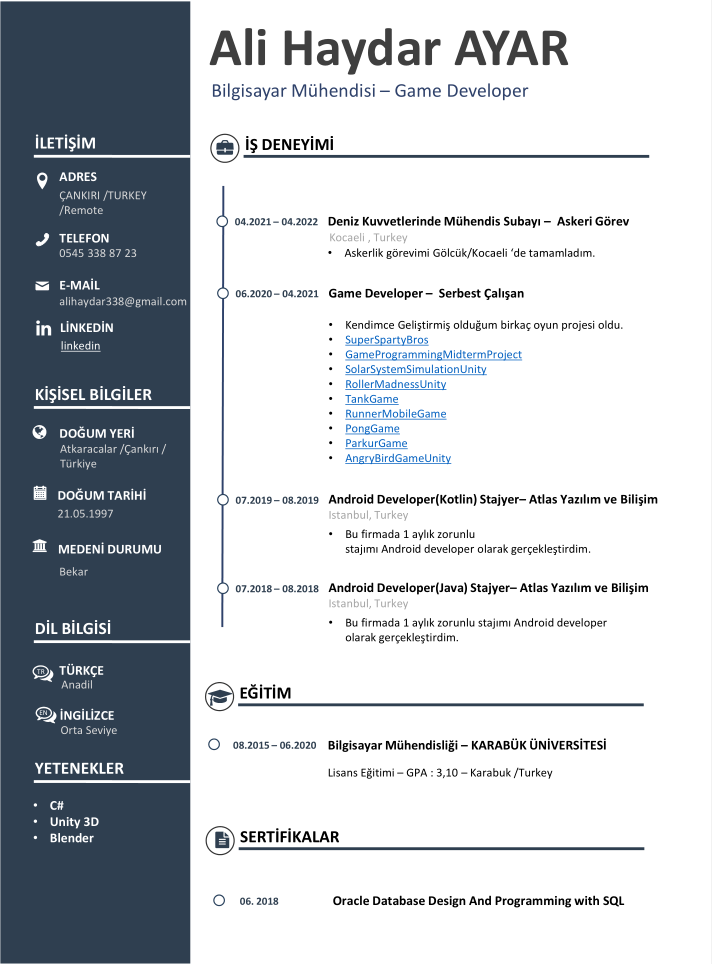 Ali Haydar AYAR
Bilgisayar Mühendisi – Game Developer
İLETİŞİM
ADRES
ÇANKIRI /TURKEY
/Remote
TELEFON
0545 338 87 23
E-MAİL
alihaydar338@gmail.com
LİNKEDİN
linkedin
KİŞİSEL BİLGİLER
DOĞUM YERİ
Atkaracalar /Çankırı /
Türkiye
DOĞUM TARİHİ
21.05.1997
MEDENİ DURUMU
Bekar
DİL BİLGİSİ
TR
TÜRKÇE
Anadil
EN
İNGİLİZCE
Orta Seviye
YETENEKLER
• C#
• Unity 3D
• Blender
İŞ DENEYİMİ
04.2021 – 04.2022 Deniz Kuvvetlerinde Mühendis Subayı – Askeri Görev
Kocaeli , Turkey
• Askerlik görevimi Gölcük/Kocaeli ‘de tamamladım.
06.2020 – 04.2021 Game Developer – Serbest Çalışan
• Kendimce Geliştirmiş olduğum birkaç oyun projesi oldu.
• SuperSpartyBros
• GameProgrammingMidtermProject
• SolarSystemSimulationUnity
• RollerMadnessUnity
• TankGame
• RunnerMobileGame
• PongGame
• ParkurGame
• AngryBirdGameUnity
07.2019 – 08.2019 Android Developer(Kotlin) Stajyer– Atlas Yazılım ve Bilişim
Istanbul, Turkey
• Bu firmada 1 aylık zorunlu
stajımı Android developer olarak gerçekleştirdim.
07.2018 – 08.2018 Android Developer(Java) Stajyer– Atlas Yazılım ve Bilişim
Istanbul, Turkey
• Bu firmada 1 aylık zorunlu stajımı Android developer
olarak gerçekleştirdim.
EĞİTİM
08.2015 – 06.2020 Bilgisayar Mühendisliği – KARABÜK ÜNİVERSİTESİ
Lisans Eğitimi – GPA : 3,10 – Karabuk /Turkey
SERTİFİKALAR
06. 2018 Oracle Database Design And Programming with SQL